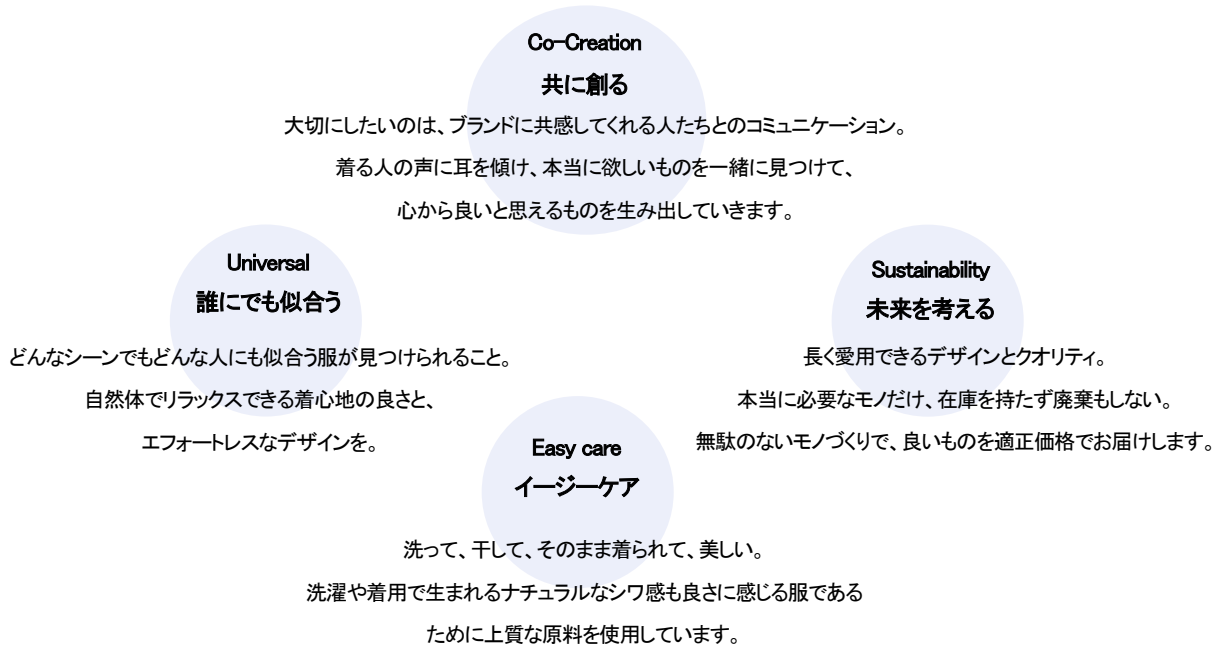 Co-Creation
共に創る
大切にしたいのは、ブランドに共感してくれる人たちとのコミュニケーション。
着る人の声に耳を傾け、本当に欲しいものを一緒に見つけて、
心から良いと思えるものを生み出していきます。
Universal
誰にでも似合う
どんなシーンでもどんな人にも似合う服が見つけられること。
自然体でリラックスできる着心地の良さと、
エフォートレスなデザインを。
Sustainability
未来を考える
長く愛用できるデザインとクオリティ。
本当に必要なモノだけ、在庫を持たず廃棄もしない。
無駄のないモノづくりで、良いものを適正価格でお届けします。
Easy care
イージーケア
洗って、干して、そのまま着られて、美しい。
洗濯や着用で生まれるナチュラルなシワ感も良さに感じる服である
ために上質な原料を使用しています。